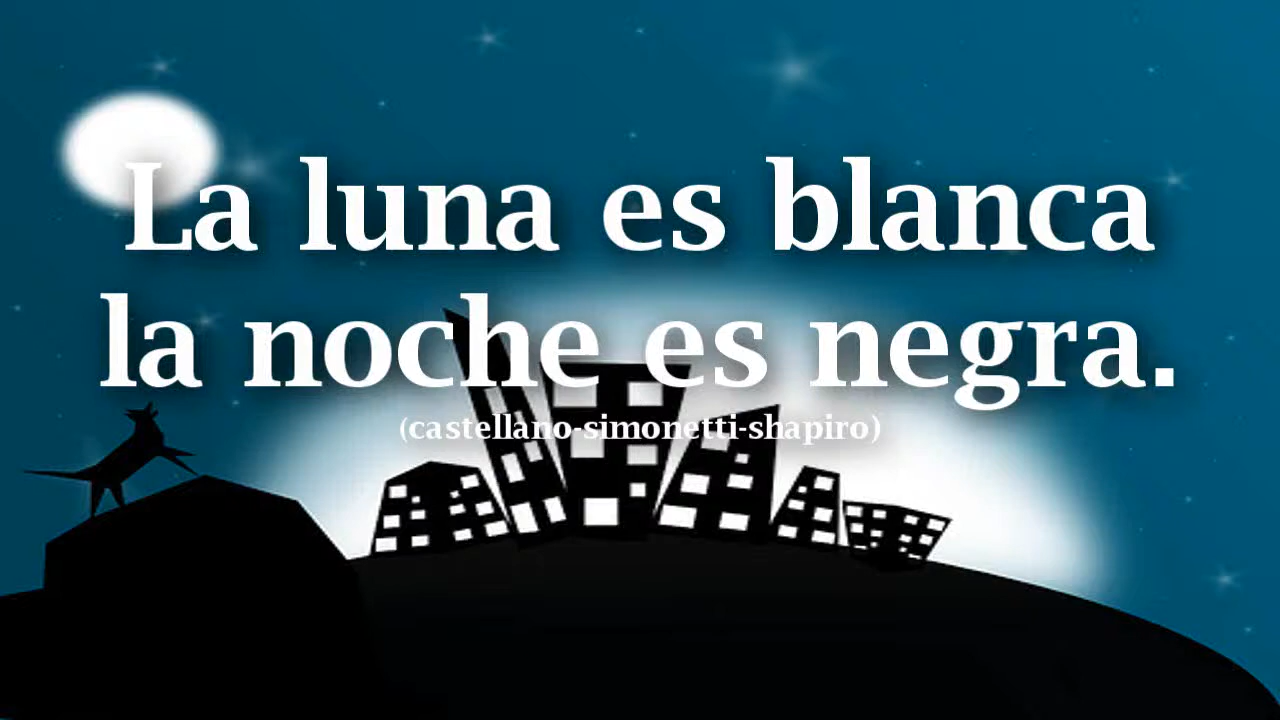 La luna es blanca
la noche es negra.
(castellano-simonetti-shapiro)